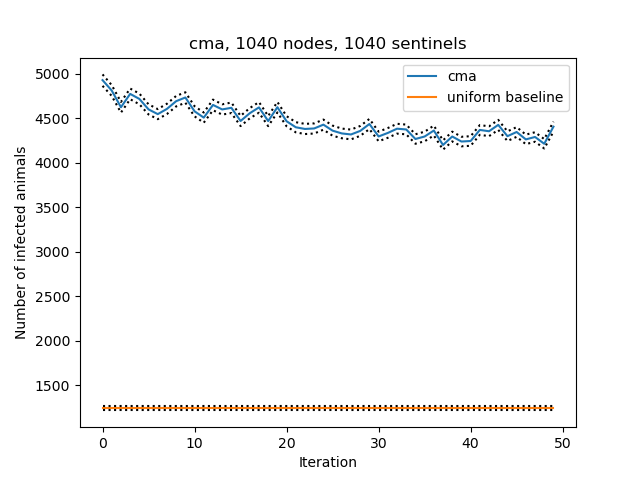 cma, 1040 nodes, 1040 sentinels
cma
uniform baseline
Number of infected animals
5000
4500
4000
3500
3000
2500
2000
1500
0 10 20 30 40 50
Iteration